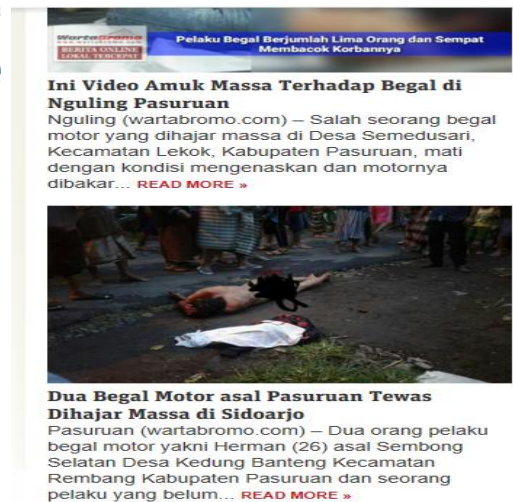 WartaBromo
www.wartabromo.com
BERITA ONLINE
LOKAL TERCEPAT
Pelaku Begal Berjumlah Lima Orang dan Sempat
Membacok Korbannya
Ini Video Amuk Massa Terhadap Begal di
Nguling Pasuruan
Nguling (wartabromo.com) – Salah seorang begal
motor yang dihajar massa di Desa Semedusari,
Kecamatan Lekok, Kabupaten Pasuruan, mati
dengan kondisi mengenaskan dan motornya
dibakar... READ MORE »
Dua Begal Motor asal Pasuruan Tewas
Dihajar Massa di Sidoarjo
Pasuruan (wartabromo.com) – Dua orang pelaku
begal motor yakni Herman (26) asal Sembong
Selatan Desa Kedung Banteng Kecamatan
Rembang Kabupaten Pasuruan dan seorang
pelaku yang belum... READ MORE »